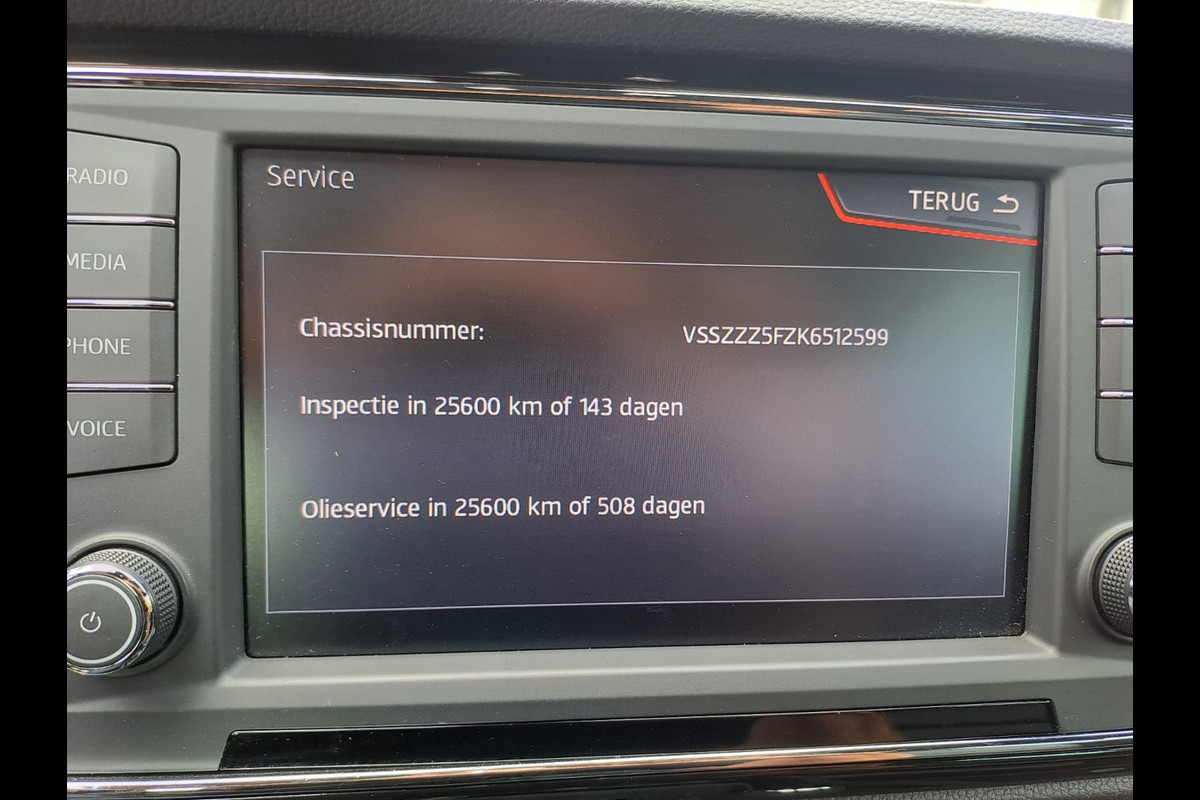 Service
TERUG
RADIO
MEDIA
PHONE
VOICE
Chassisnummer: VSSZZZ5FZK6512599
Inspectie in 25600 km of 143 dagen
Olieservice in 25600 km of 508 dagen